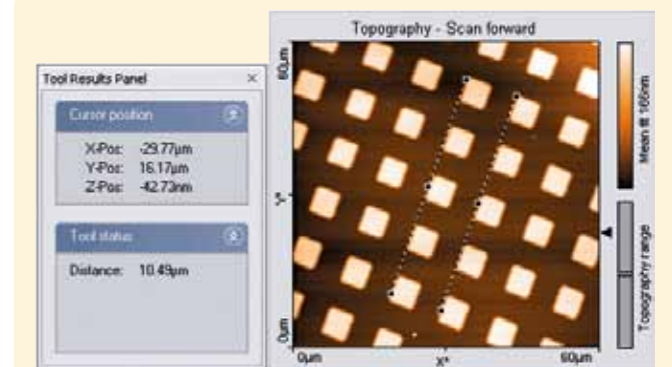 Topography - Scan forward
Tool Results Panel
Cursor position
X-Pos: -29.77µm
Y-Pos: 16.17µm
Z-Pos: -42.73nm
Tool status
Distance: 10.49µm
60µm
Y*
0µm
0µm
X*
60µm
Mean fit 166nm
Topography range